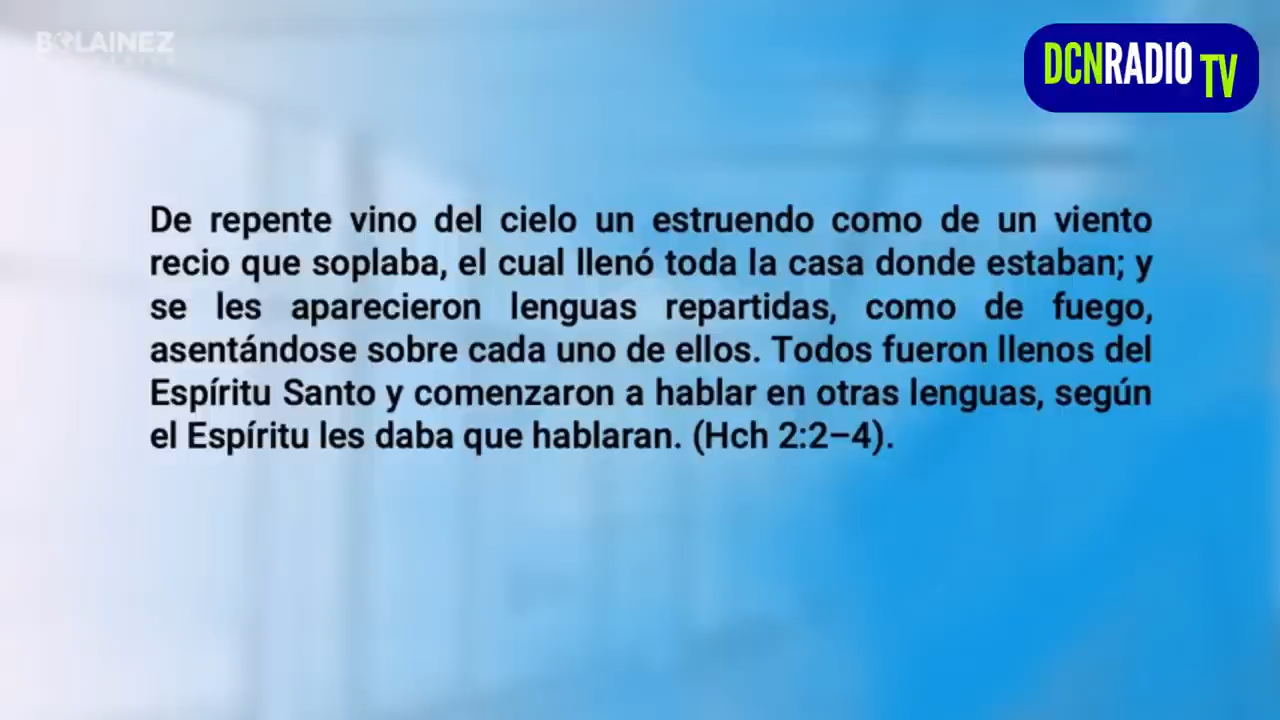 BOLAINEZ
DCNRADIO TV
De repente vino del cielo un estruendo como de un viento
recio que soplaba, el cual llenó toda la casa donde estaban; y
se les aparecieron lenguas repartidas, como de fuego,
asentándose sobre cada uno de ellos. Todos fueron llenos del
Espíritu Santo y comenzaron a hablar en otras lenguas, según
el Espíritu les daba que hablaran. (Hch 2:2–4).